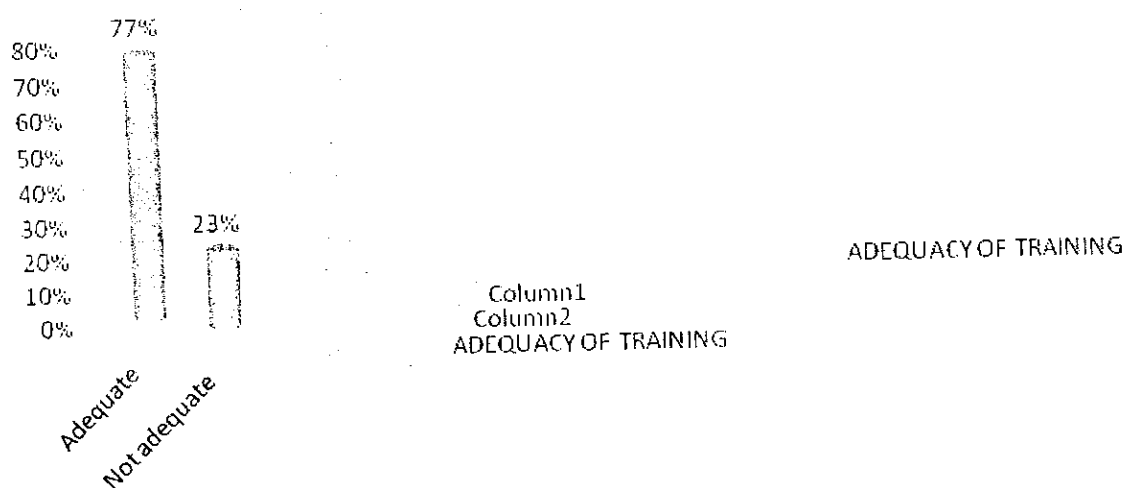 77%
80%
70%
60%
50%
40%
30%
20%
10%
0%
23%
Adequate
Not adequate
Column1
Column2
ADEQUACY OF TRAINING
ADEQUACY OF TRAINING